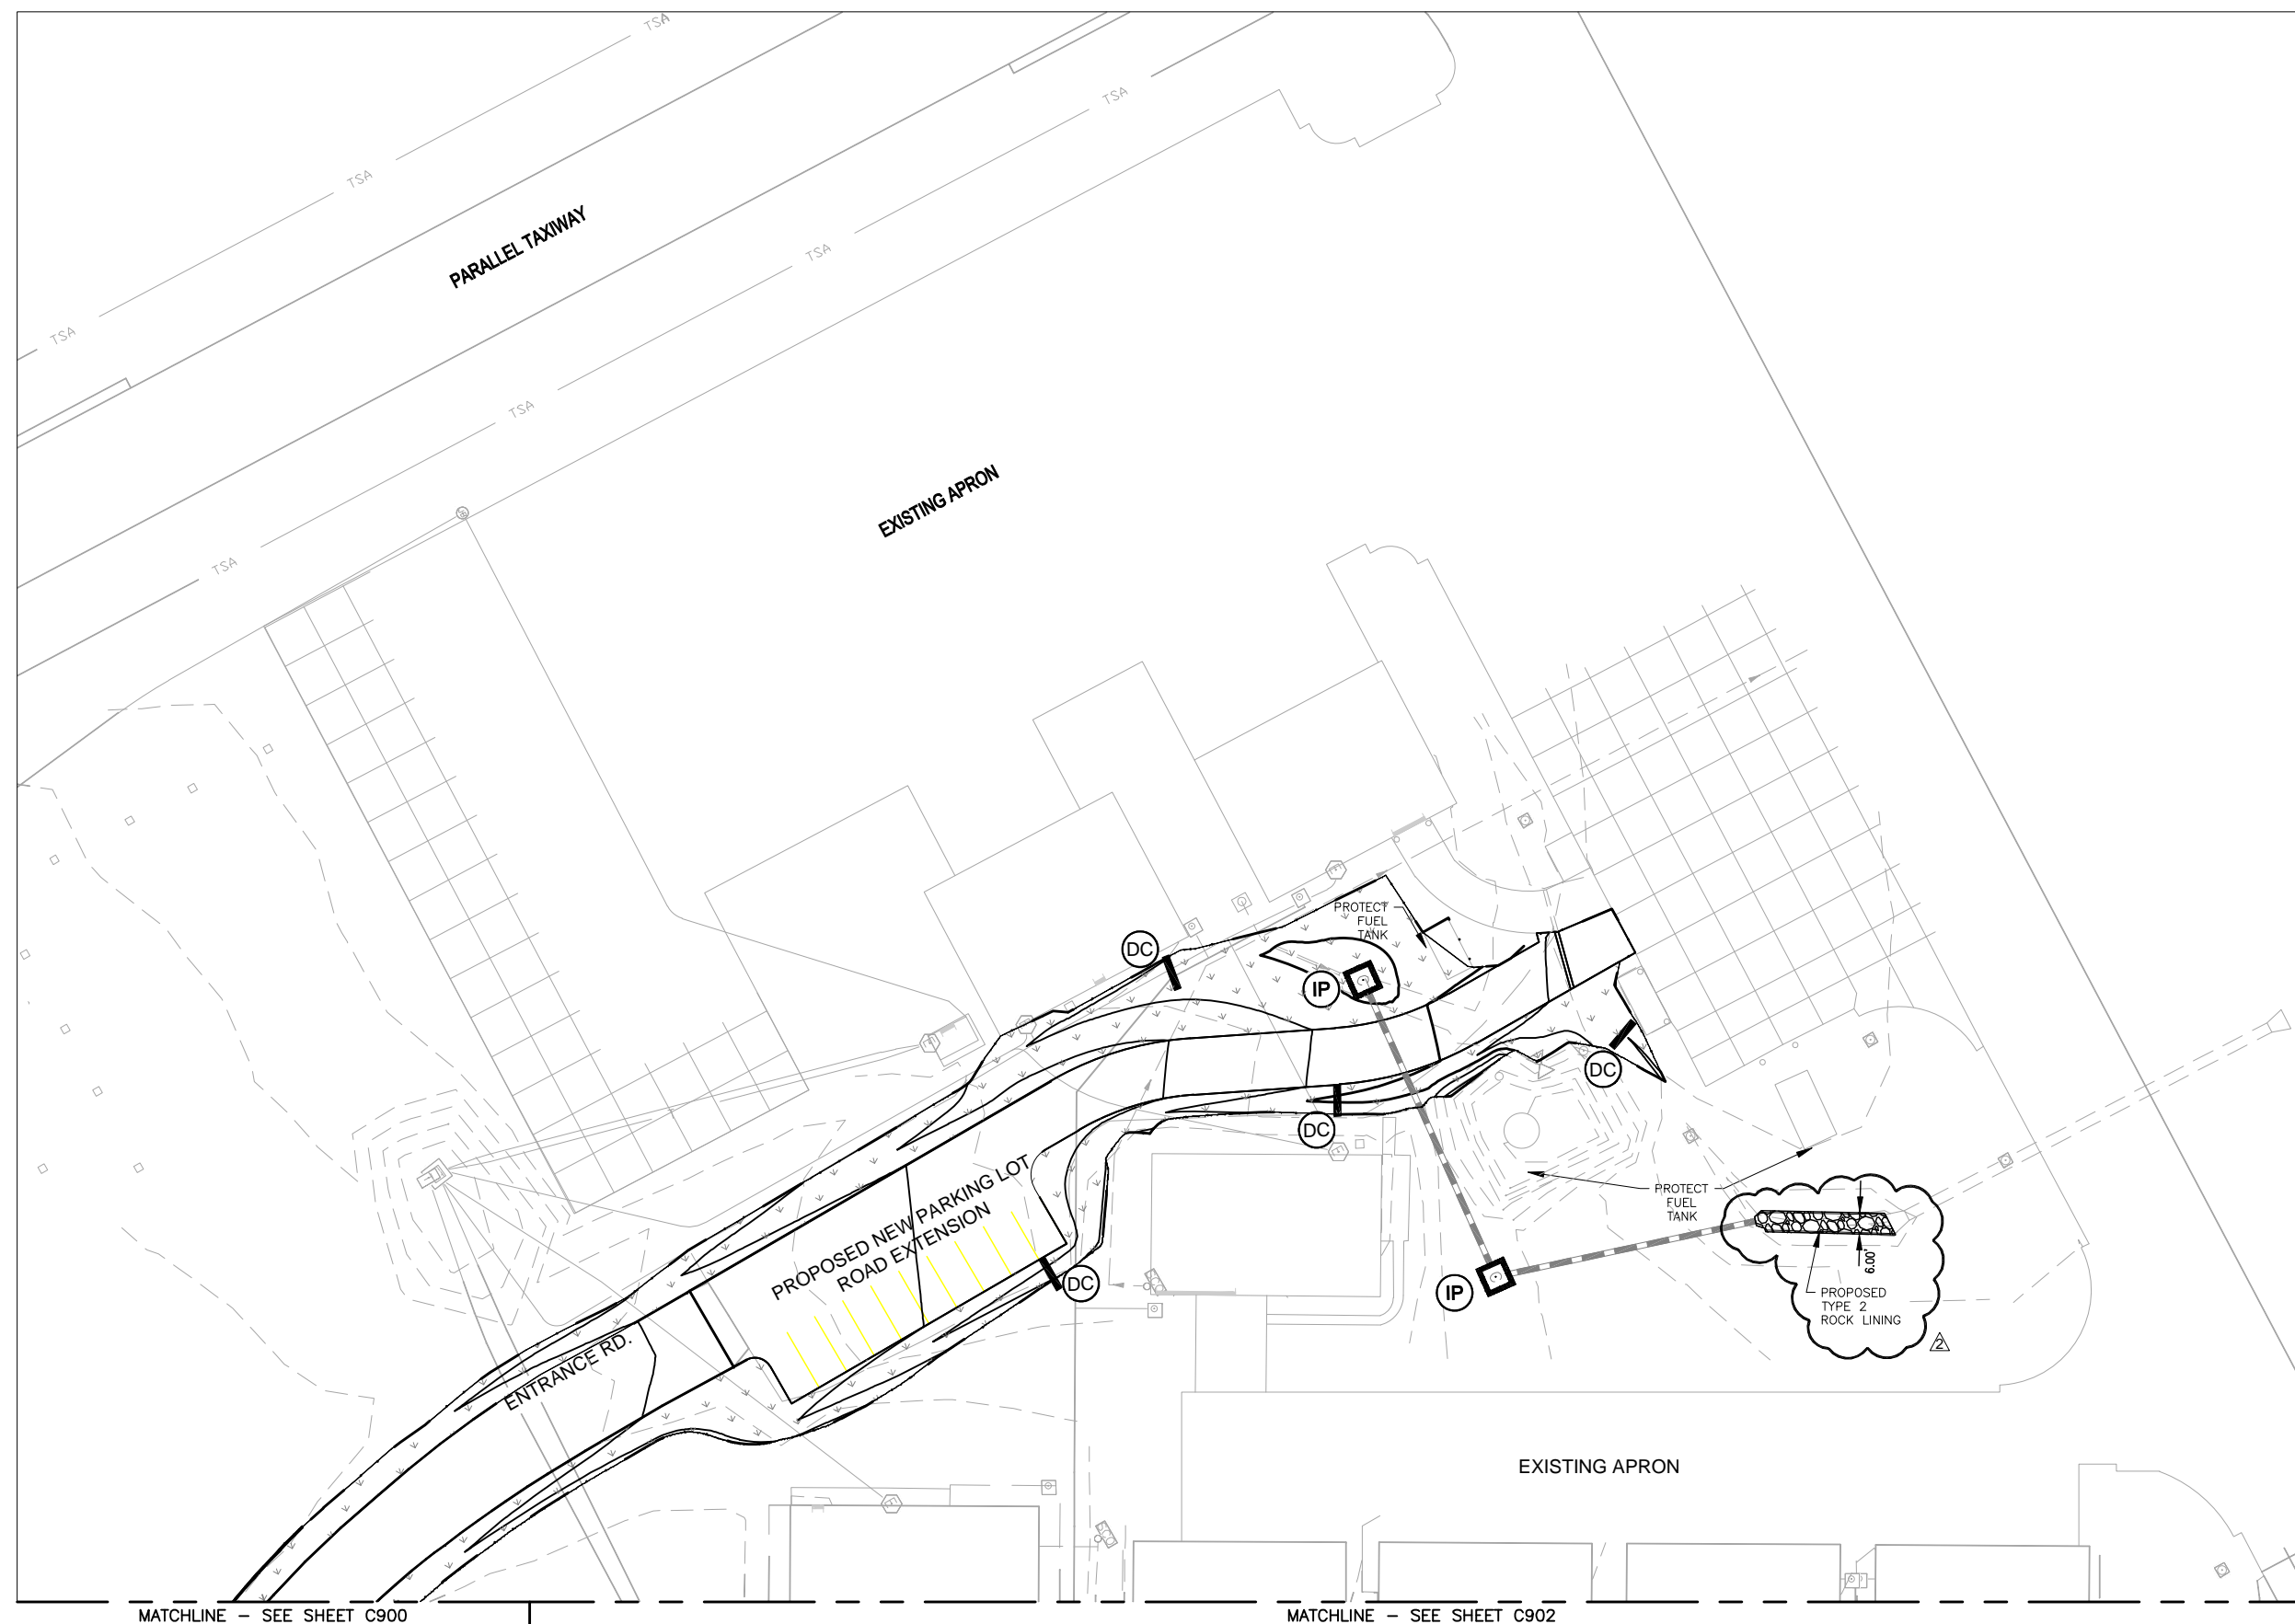 TSA
TSA
TSA
TSA
PARALLEL TAXIWAY
TSA
TSA
TSA
EXISTING APRON
PROTECT
FUEL
TANK
DC
IP
DC
DC
PROTECT
FUEL
TANK
PROPOSED NEW PARKING LOT
ROAD EXTENSION
DC
IP
6.00'
PROPOSED
TYPE 2
ROCK LINING
2
ENTRANCE RD.
EXISTING APRON
MATCHLINE – SEE SHEET C900
MATCHLINE – SEE SHEET C902